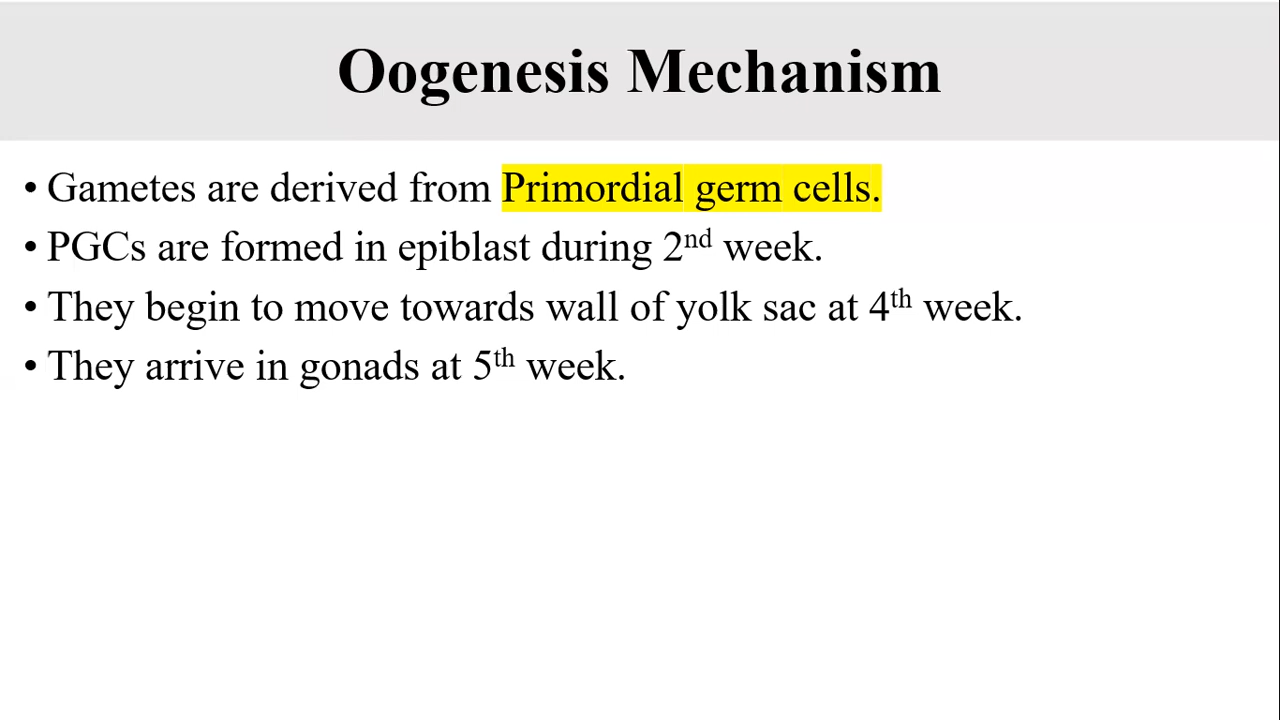 Oogenesis Mechanism
• Gametes are derived from Primordial germ cells.
• PGCs are formed in epiblast during 2nd week.
• They begin to move towards wall of yolk sac at 4th week.
• They arrive in gonads at 5th week.